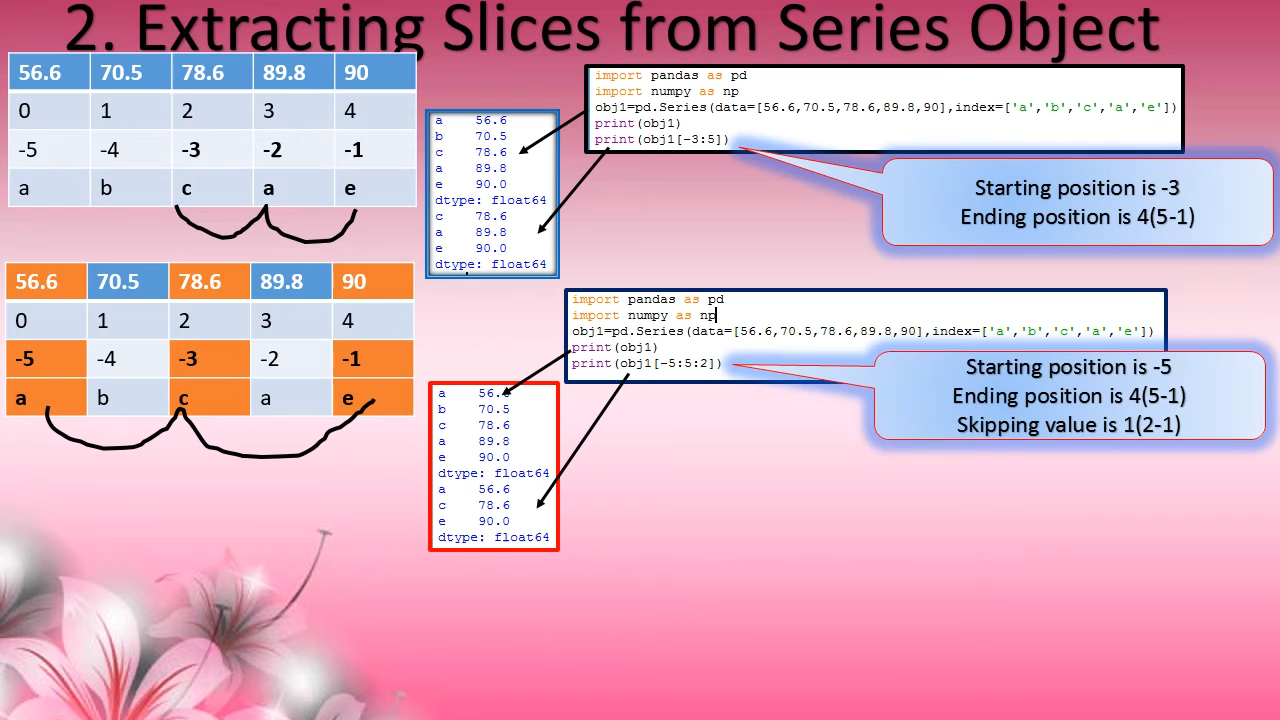 2. Extracting Slices from Series Object
56.6 70.5 78.6 89.8 90
0 1 2 3 4
-5 -4 -3 -2 -1
a b c a e
import pandas as pd
import numpy as np
obj1=pd.Series(data=[56.6,70.5,78.6,89.8,90],index=['a','b','c','a','e'])
print(obj1)
print(obj1[-3:5])
a 56.6
b 70.5
c 78.6
a 89.8
e 90.0
dtype: float64
c 78.6
a 89.8
e 90.0
dtype: float64
Starting position is -3
Ending position is 4(5-1)
56.6 70.5 78.6 89.8 90
0 1 2 3 4
-5 -4 -3 -2 -1
a b c a e
import pandas as pd
import numpy as np
obj1=pd.Series(data=[56.6,70.5,78.6,89.8,90],index=['a','b','c','a','e'])
print(obj1)
print(obj1[-5:5:2])
a 56.6
b 70.5
c 78.6
a 89.8
e 90.0
dtype: float64
a 56.6
c 78.6
e 90.0
dtype: float64
Starting position is -5
Ending position is 4(5-1)
Skipping value is 1(2-1)